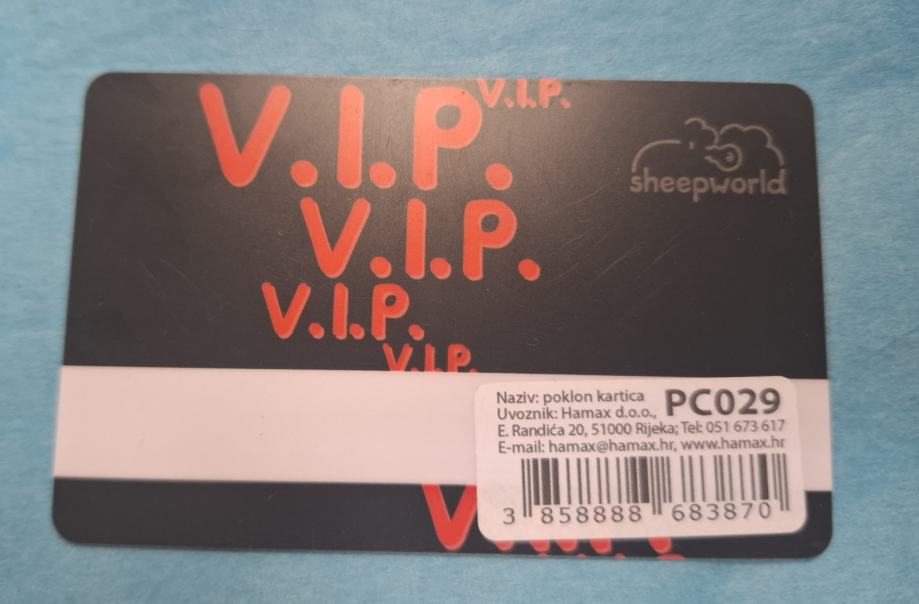 V.I.P.
V.I.P.
sheepworld
V.I.P.
V.I.P.
V.I.P.
Naziv: poklon kartica
PC029
Uvoznik: Hamax d.o.o.,
E. Randića 20, 51000 Rijeka; Tel: 051 673 617
E-mail: hamax@hamax.hr, www.hamax.hr
3 858888 683870